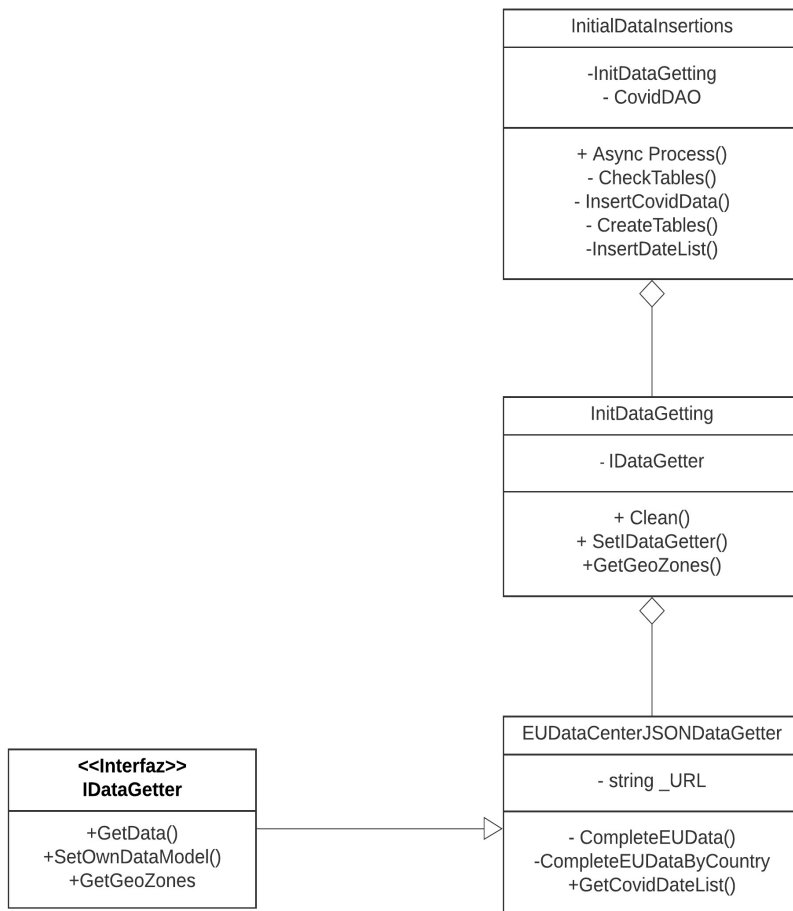 InitialDataInsertions
-InitDataGetting
- CovidDAO
+ Async Process()
- CheckTables()
- InsertCovidData()
- CreateTables()
-InsertDateList()
InitDataGetting
- IDataGetter
+ Clean()
+ SetIDataGetter()
+GetGeoZones()
EUDataCenterJSONDataGetter
- string _URL
- CompleteEUData()
-CompleteEUDataByCountry
+GetCovidDateList()
<<Interfaz>>
IDataGetter
+GetData()
+SetOwnDataModel()
+GetGeoZones